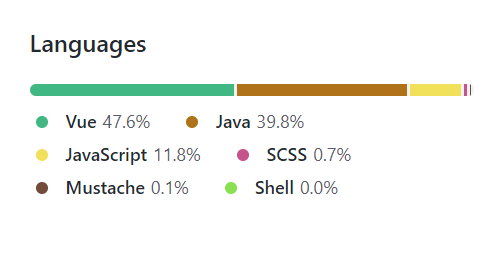 Languages
Vue 47.6% Java 39.8%
JavaScript 11.8% SCSS 0.7%
Mustache 0.1% Shell 0.0%